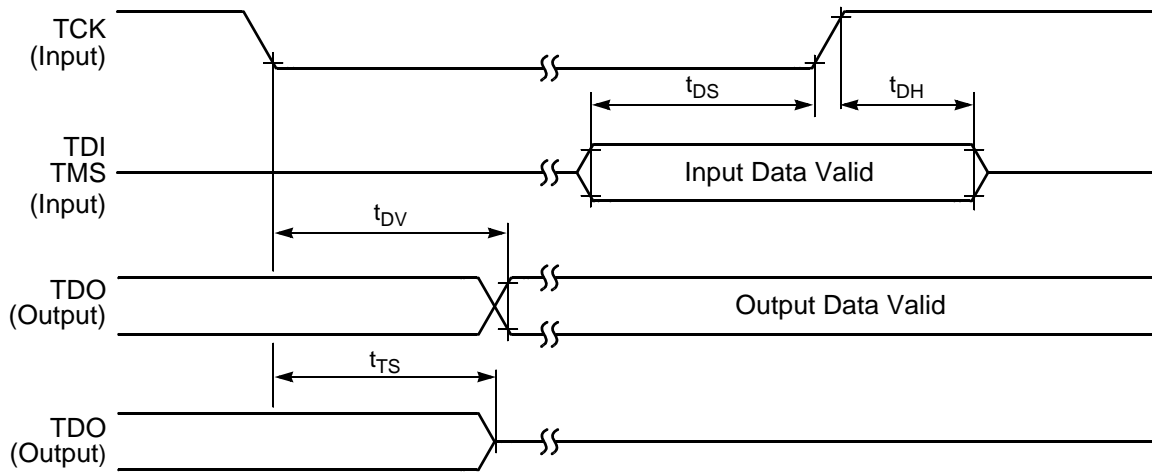 TCK
(Input)
tDS
tDH
TDI
TMS
(Input)
Input Data Valid
tDV
TDO
(Output)
Output Data Valid
tTS
TDO
(Output)